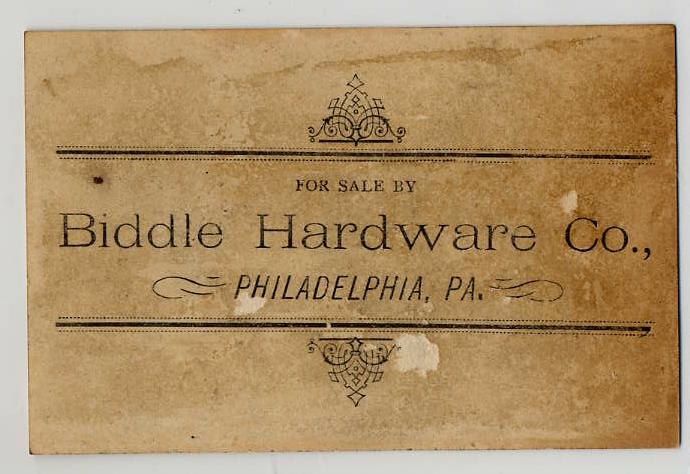 FOR SALE BY
Biddle Hardware Co.,
PHILADELPHIA, PA.